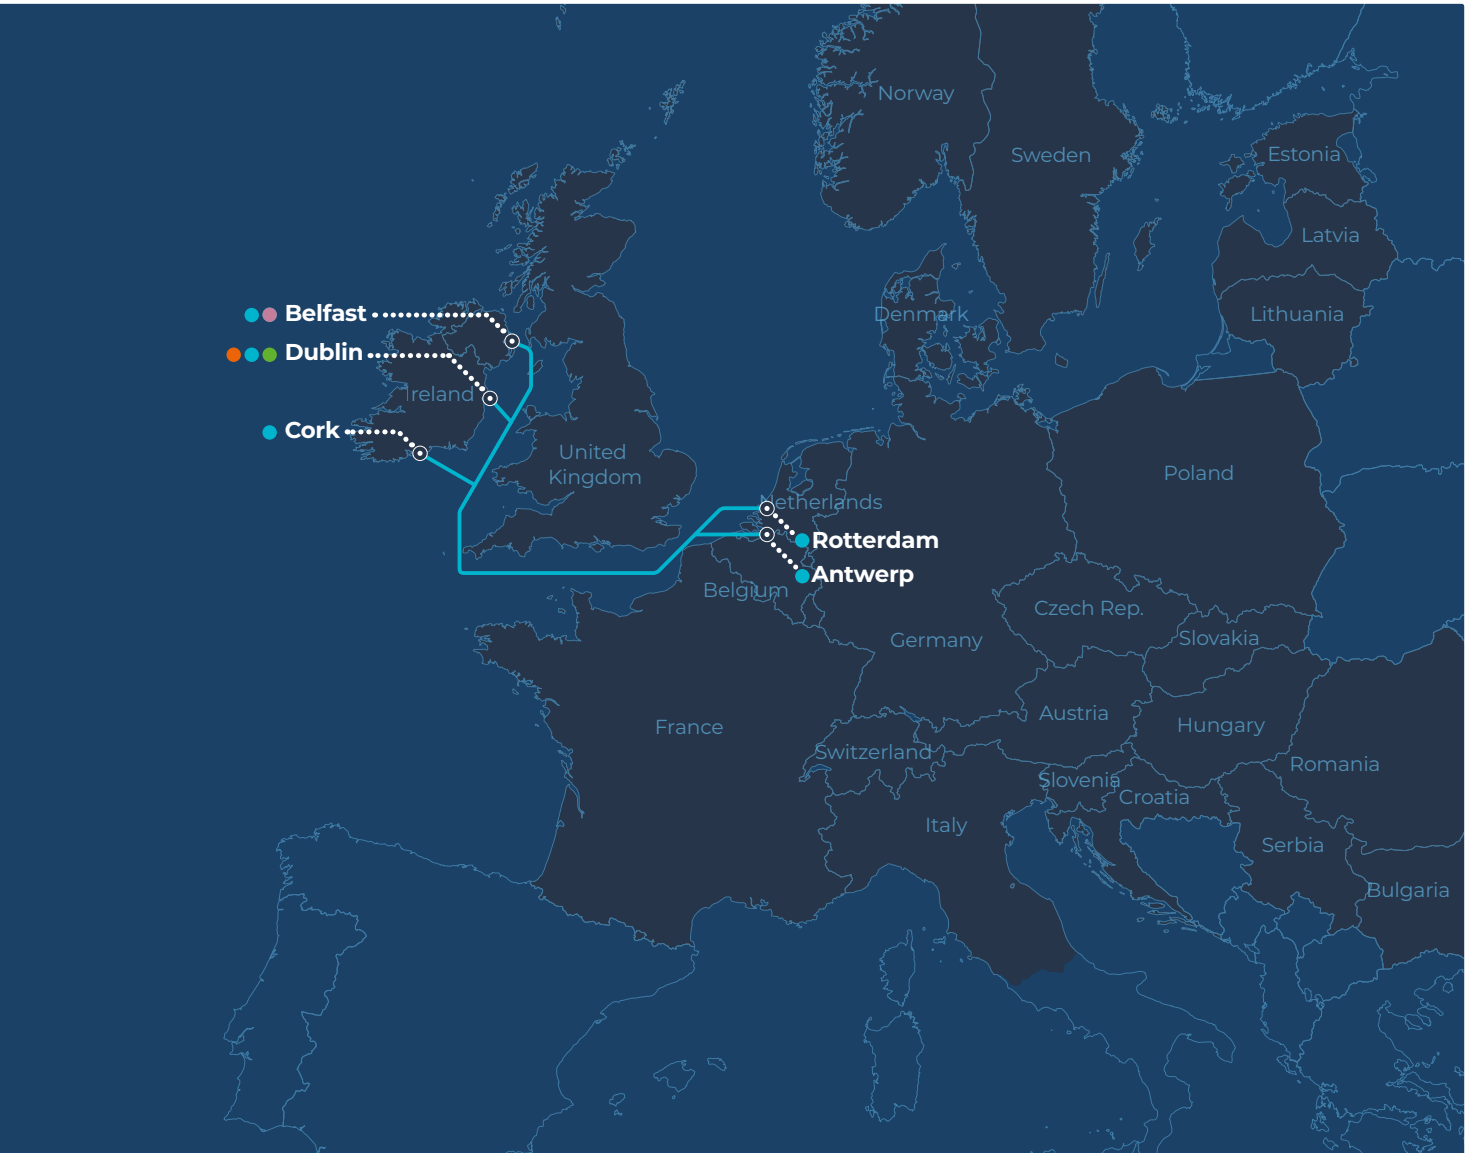 Norway
Sweden
Estonia
Latvia
Belfast
Denmark
Lithuania
Dublin
Ireland
Cork
United
Kingdom
Poland
Netherlands
Rotterdam
Antwerp
Belgium
Czech Rep.
Germany
Slovakia
Austria
France
Hungary
Switzerland
Romania
Slovenia
Croatia
Italy
Serbia
Bulgaria